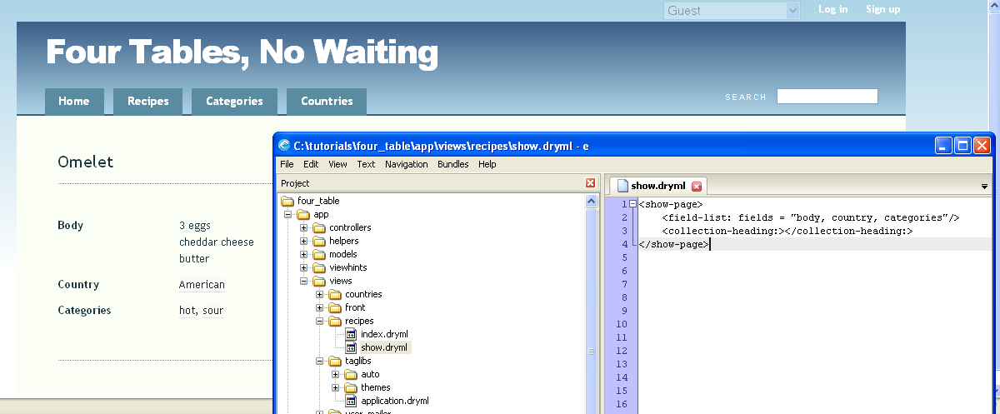 Guest
Log in Sign up
Four Tables, No Waiting
Home Recipes Categories Countries
SEARCH
Omelet
Body 3 eggs
cheddar cheese
butter
Country American
Categories hot, sour
C:\tutorials\four_table\app\views\recipes\show.dryml - e
File Edit View Text Navigation Bundles Help
Project
four_table
app
controllers
helpers
models
viewhints
views
countries
front
recipes
index.dryml
show.dryml
taglibs
auto
themes
application.dryml
user_mailer
show.dryml
1 <show-page>
2 <field-list: fields = "body, country, categories"/>
3 <collection-heading:></collection-heading:>
4 </show-page>
5
6
7
8
9
10
11
12
13
14
15
16